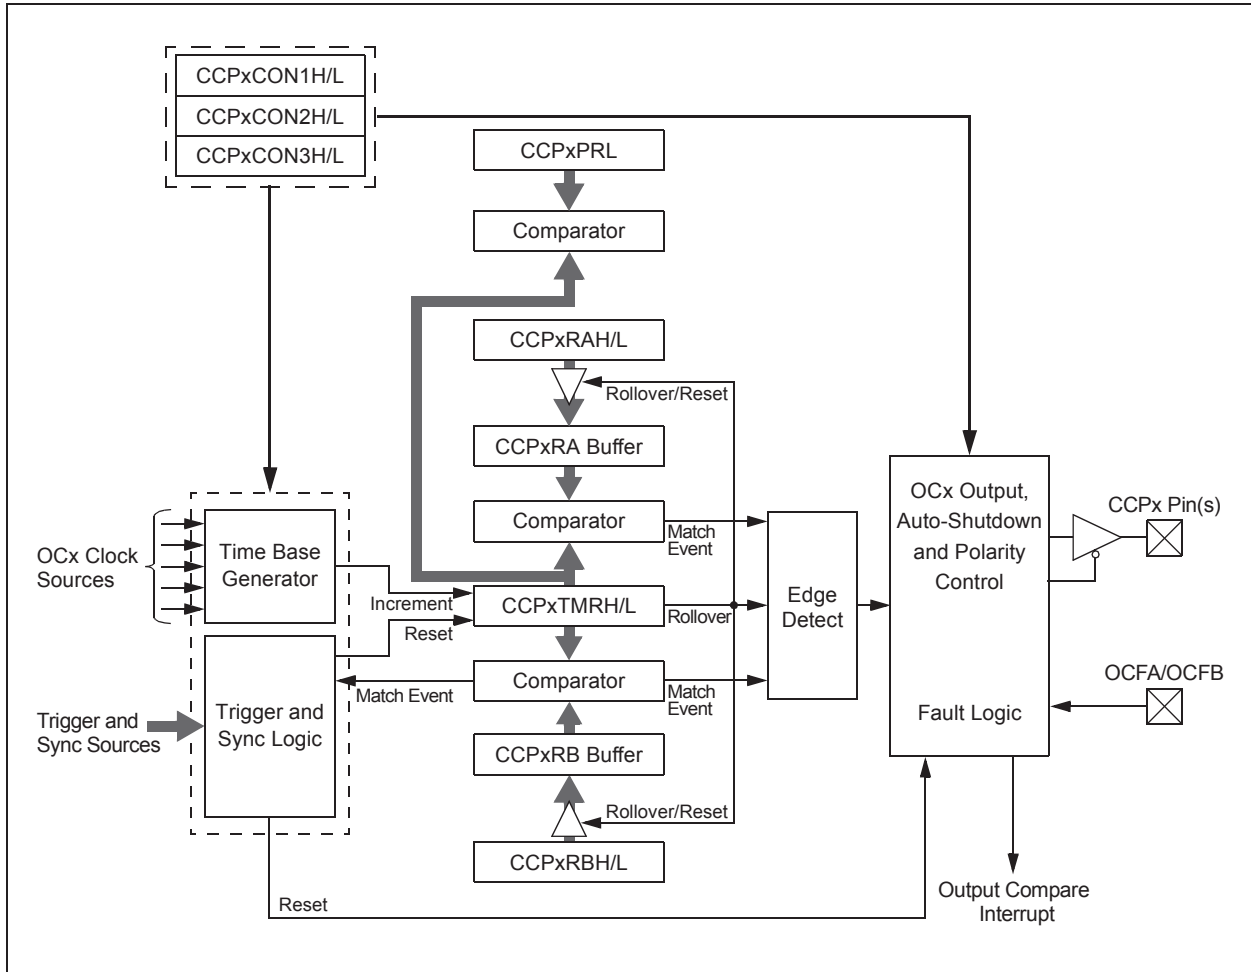 CCPxCON1H/L
CCPxCON2H/L
CCPxCON3H/L
CCPxPRL
Comparator
CCPxRAH/L
Rollover/Reset
CCPxRA Buffer
Comparator
Match
Event
OCx Clock
Sources
Time Base
Generator
Increment
Reset
CCPxTMRH/L
Rollover
Edge
Detect
OCx Output,
Auto-Shutdown
and Polarity
Control
Fault Logic
CCPx Pin(s)
OCFA/OCFB
Trigger and
Sync Sources
Trigger and
Sync Logic
Match Event
Comparator
Match
Event
CCPxRB Buffer
Rollover/Reset
CCPxRBH/L
Reset
Output Compare
Interrupt